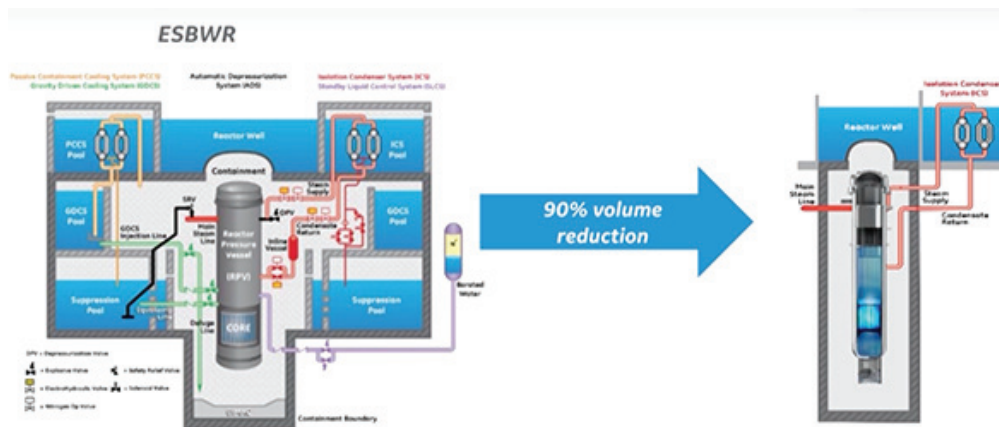 ESBWR
Passive Containment Cooling System (PCCS)
Gravity Driven Cooling System (GDCS)
Automatic Depressurization
System (ADS)
Isolation Condenser System (ICS)
Standby Liquid Control System (SLCS)
PCCS
Pool
Reactor Well
ICS
Pool
Containment
Steam
Supply
SRV
DPV
GDCS
Pool
GDCS
Injection Line
Main
Steam
Line
Reactor
Pressure
Vessel
(RPV)
Condensate
Return
Inline
Vessel
GDCS
Pool
Suppression
Pool
Equalizing
Line
Deluge
Line
CORE
Suppression
Pool
Borated
Water
DPV = Depressurization Valve
= Explosive Valve
= Safety Relief Valve
= Electrohydraulic Valve
= Solenoid Valve
= Nitrogen Op Valve
Containment Boundary
90% volume
reduction
Isolation Condenser
System (ICS)
Reactor Well
Main
Steam
Line
Steam
Supply
Condensate
Return